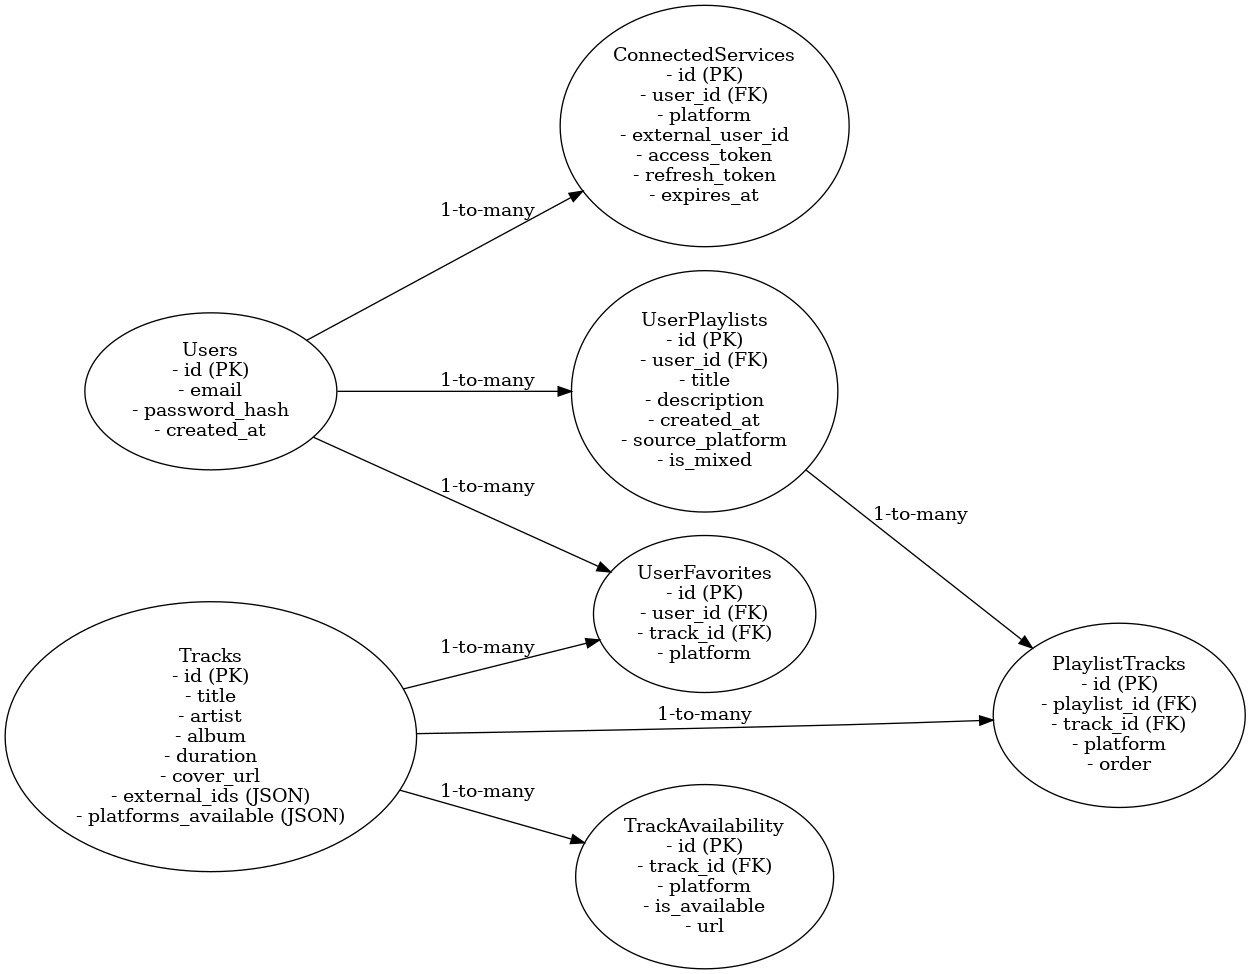 ConnectedServices
- id (PK)
- user_id (FK)
- platform
- external_user_id
- access_token
- refresh_token
- expires_at
1-to-many
UserPlaylists
- id (PK)
- user_id (FK)
- title
- description
- created_at
- source_platform
- is_mixed
Users
- id (PK)
- email
- password_hash
- created_at
1-to-many
1-to-many
1-to-many
UserFavorites
- id (PK)
- user_id (FK)
- track_id (FK)
- platform
Tracks
- id (PK)
- title
- artist
- album
- duration
- cover_url
- external_ids (JSON)
- platforms_available (JSON)
1-to-many
1-to-many
PlaylistTracks
- id (PK)
- playlist_id (FK)
- track_id (FK)
- platform
- order
1-to-many
TrackAvailability
- id (PK)
- track_id (FK)
- platform
- is_available
- url